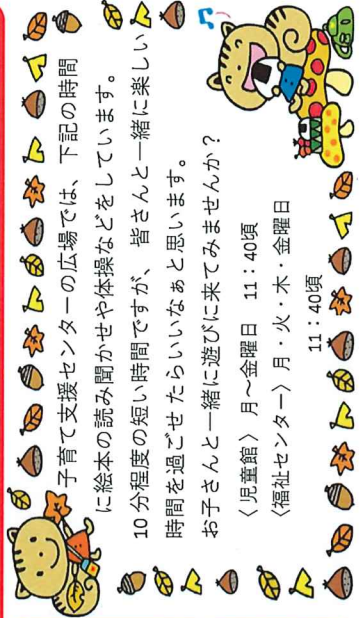 子育て支援センターの広場では、下記の時間
に絵本の読み聞かせや体操などをしています。
10分程度の短い時間ですが、皆さんと一緒に楽しい
時間を過ごせたらいいなぁと思います。
お子さんと一緒に遊びに来てみませんか？
〈児童館〉月～金曜日 11：40頃
〈福祉センター〉月・火・木・金曜日
11：40頃